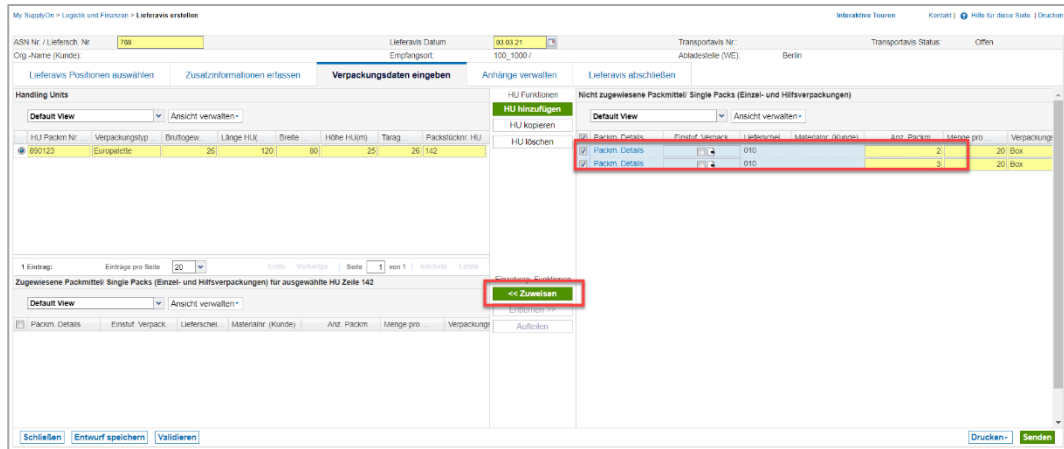 My SupplyOn > Logistik und Finanzen > Lieferavis erstellen
Interaktive Touren Kontakt | Hilfe für diese Seite | Drucken
ASN Nr. / Liefersch. Nr. 769 Lieferavis Datum 03.03.21 Transportavis Nr.: Transportavis Status: Offen
Org.-Name (Kunde): Empfangsort: 100_1000 / Abladestelle (WE): Berlin
Lieferavis Positionen auswählen Zusatzinformationen erfassen Verpackungsdaten eingeben Anhänge verwalten Lieferavis abschließen
Handling Units
HU Funktionen
Nicht zugewiesene Packmittel/ Single Packs (Einzel- und Hilfsverpackungen)
Default View Ansicht verwalten
HU hinzufügen
Default View Ansicht verwalten
HU kopieren
HU löschen
HU Packm Nr... Verpackungstyp... Bruttogew... Länge HU(... Breite... Höhe HU(m) Tarag... Packstücknr. HU
Packm. Details Einstuf. Verpack. Lieferschei... Materialnr. (Kunde) Anz. Packm. Menge pro ... Verpackungs
890123 Europalette 26 120 80 25 26 142
Packm. Details 010 2 20 Box
Packm. Details 010 3 20 Box
1 Eintrag: Einträge pro Seite 20 Erste Vorherige | Seite 1 von 1 | Nächste Letzte
Zugewiesene Packmittel/ Single Packs (Einzel- und Hilfsverpackungen) für ausgewählte HU Zeile 142
Funktionen
<< Zuweisen
Default View Ansicht verwalten
Entfernen >>
Aufteilen
Packm. Details Einstuf. Verpack. Lieferschei... Materialnr. (Kunde) Anz. Packm. Menge pro ... Verpackungs
Schließen Entwurf speichern Validieren
Drucken Senden